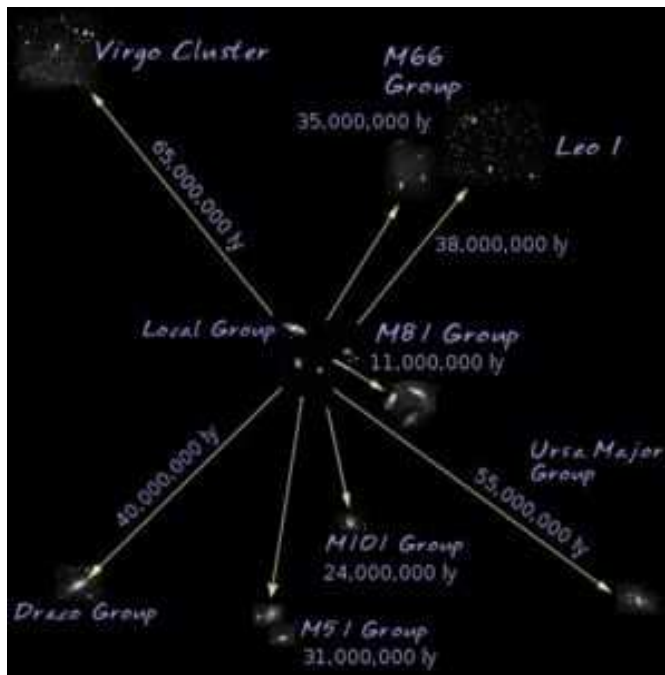 Virgo Cluster
M66
Group
35,000,000 ly
Leo I
65,000,000 ly
38,000,000 ly
Local Group
M81 Group
11,000,000 ly
Ursa Major
Group
40,000,000 ly
55,000,000 ly
M101 Group
24,000,000 ly
Draco Group
M51 Group
31,000,000 ly